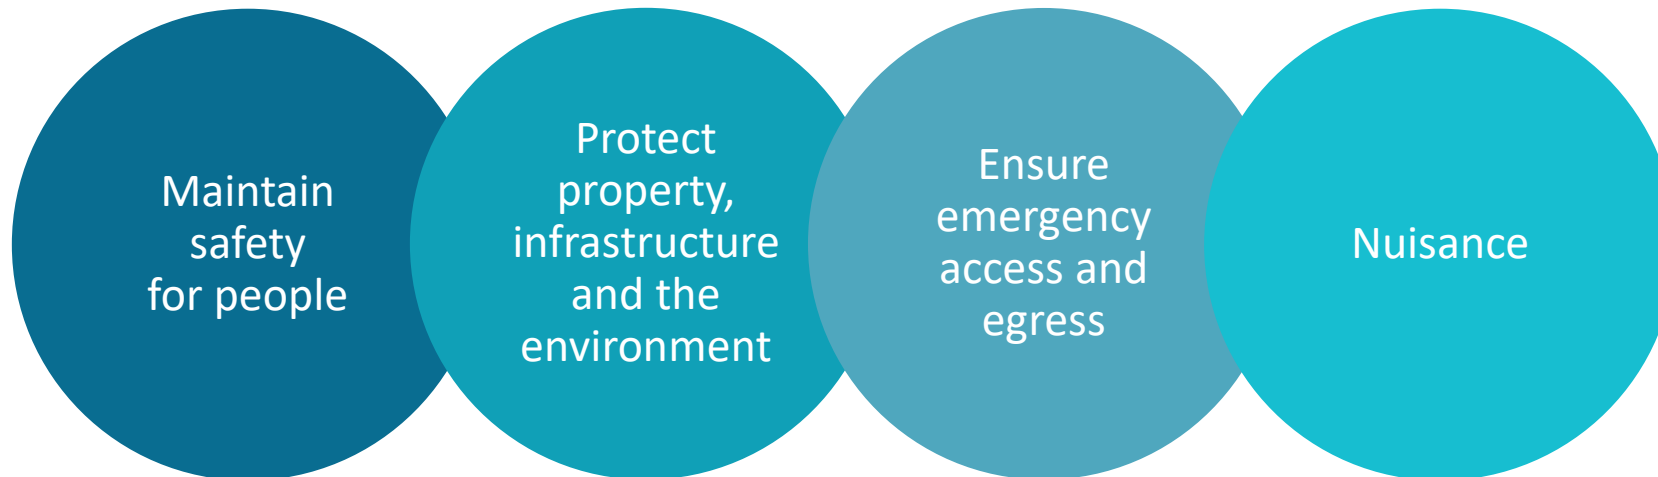 Maintain
safety
for people
Protect
property,
infrastructure
and the
environment
Ensure
emergency
access and
egress
Nuisance